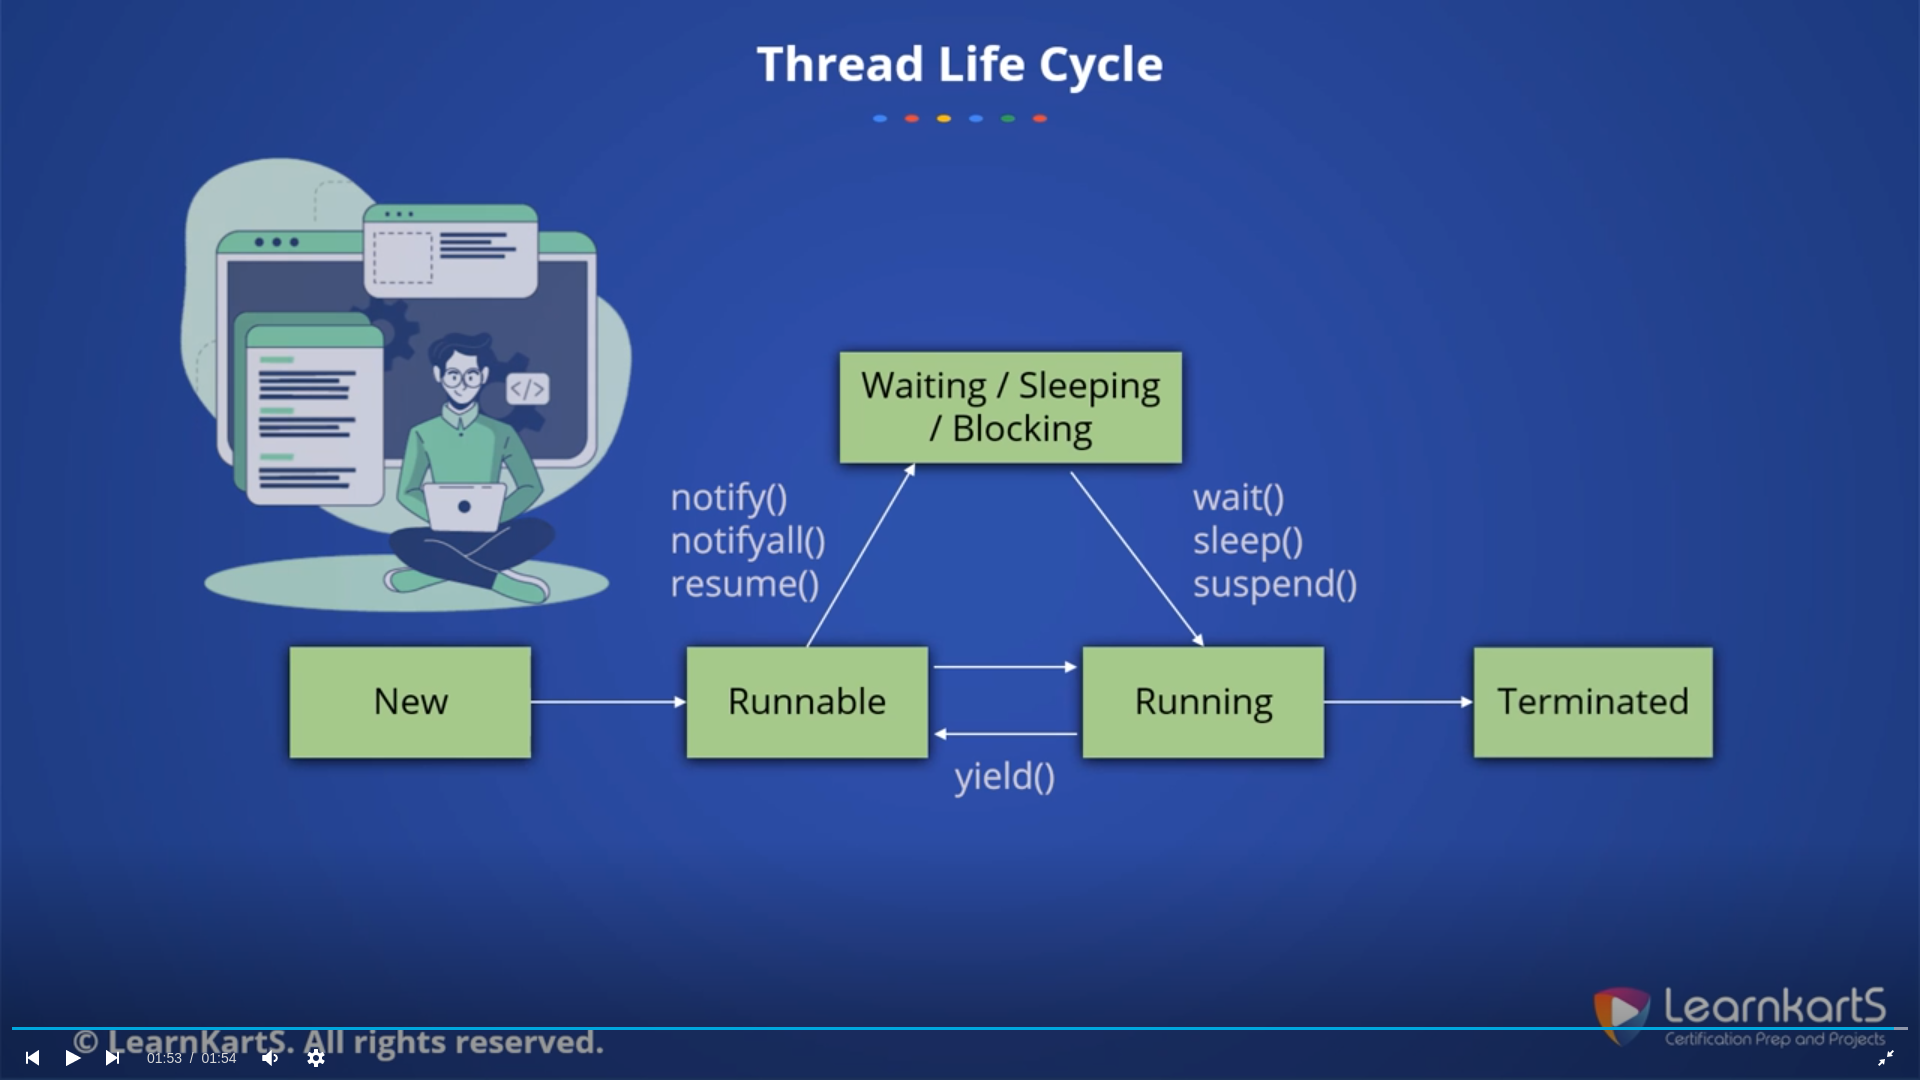 Thread Life Cycle
</>
Waiting / Sleeping
/ Blocking
notify()
notifyall()
resume()
wait()
sleep()
suspend()
New
Runnable
Running
Terminated
yield()
LearnkartS
Certification Prep and Projects
© LearnKartS. All rights reserved.
01:53 / 01:54